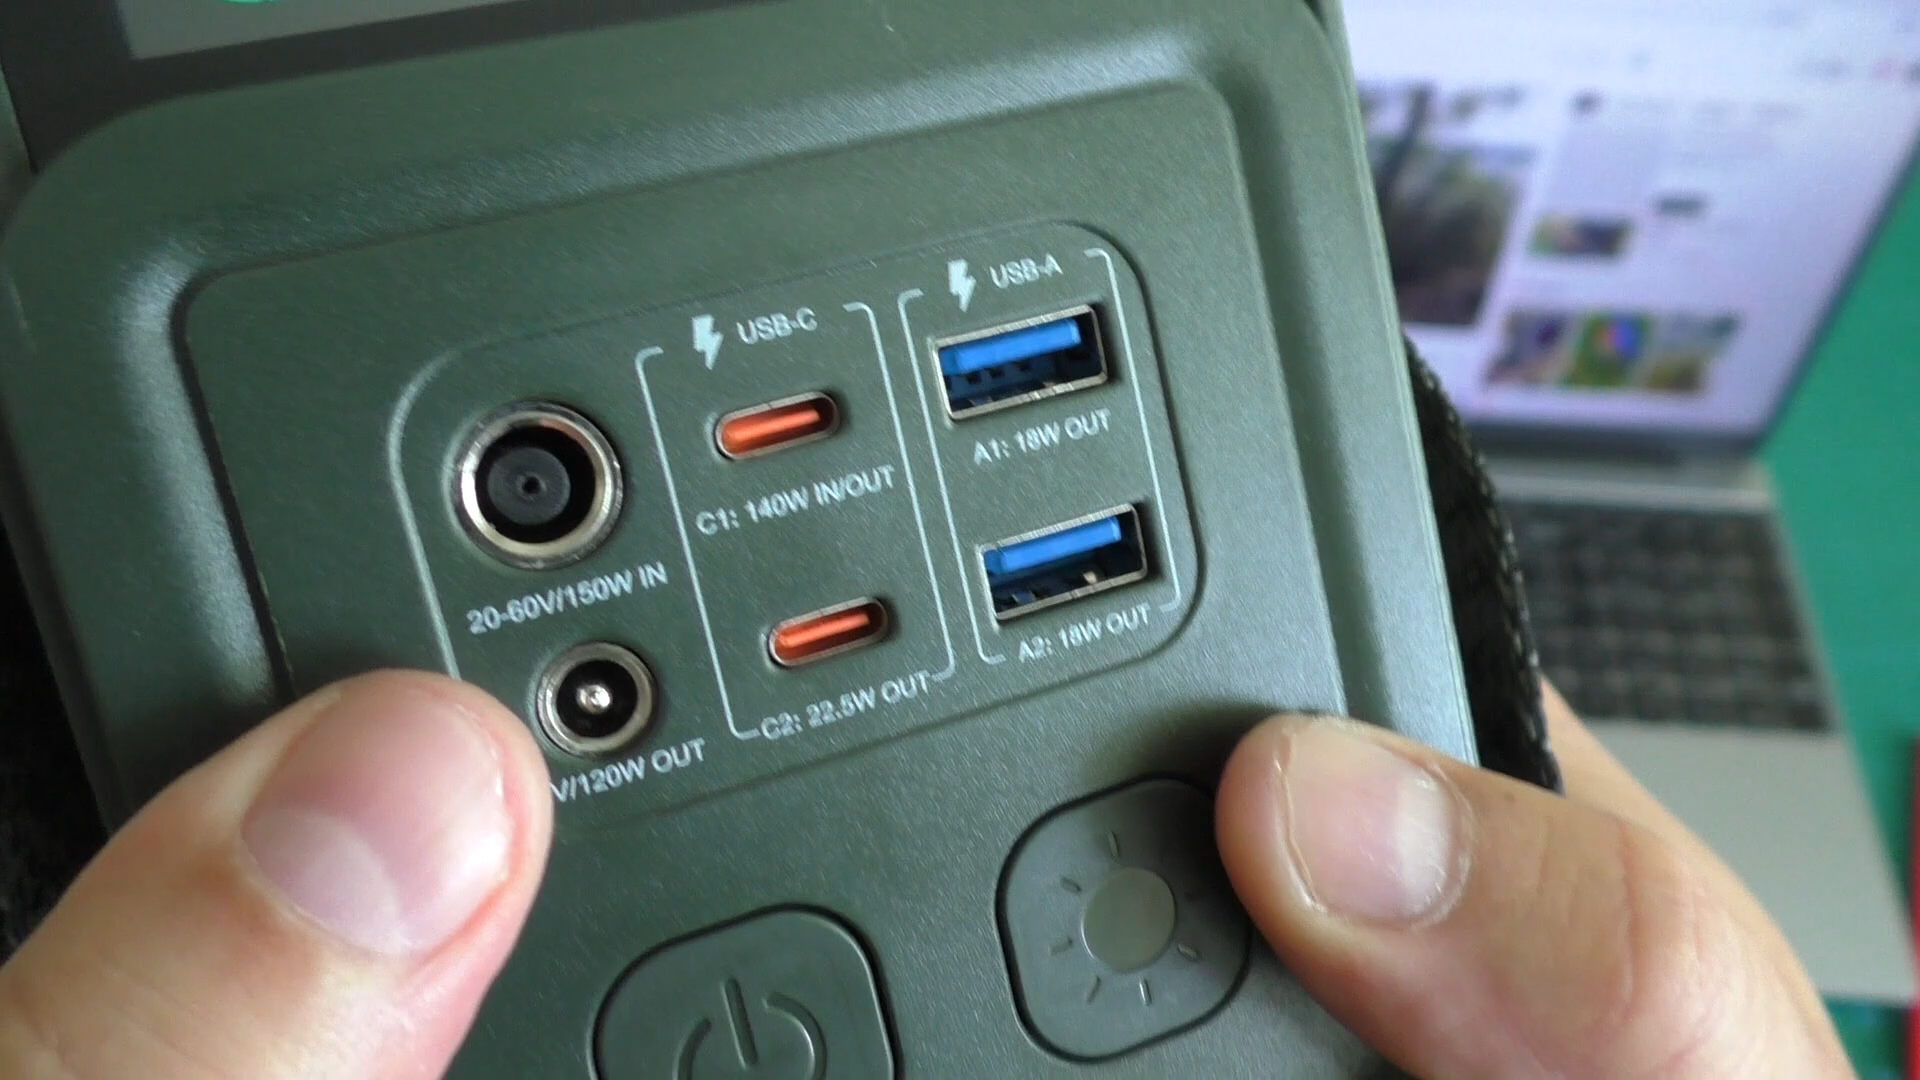 USB-C
USB-A
C1: 140W IN/OUT
A1: 18W OUT
20-60V/150W IN
C2: 22.5W OUT
A2: 18W OUT
V/120W OUT